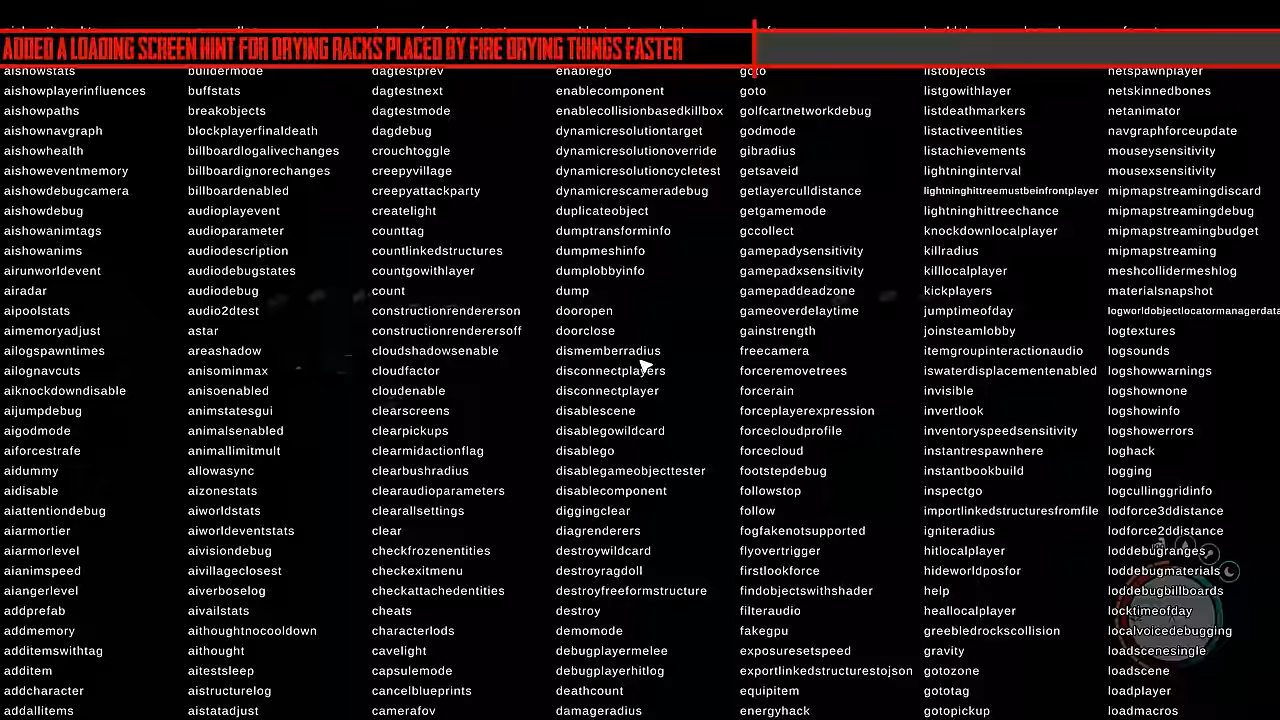 ADDED A LOADING SCREEN HINT FOR DRYING RACKS PLACED BY FIRE DRYING THINGS FASTER
aishowstats buildermode dagtestprev enablego goto listobjects netspawnplayer
aishowplayerinfluences buffstats dagtestnext enablecomponent goto listgowithlayer netskinnedbones
aishowpaths breakobjects dagtestmode enablecollisionbasedkillbox golfcartnetworkdebug listdeathmarkers netanimator
aishownavgraph blockplayerfinaldeath dagdebug dynamicresolutiontarget godmode listactiveentities navgraphforceupdate
aishowhealth billboardlogalivechanges crouchtoggle dynamicresolutionoverride gibradius listachievements mouseysensitivity
aishoweventmemory billboardignorechanges creepyvillage dynamicresolutioncycletest getsaveid lightninginterval mousexsensitivity
aishowdebugcamera billboardenabled creepyattackparty dynamicrescameradebug getlayerculldistance lightninghittreemustbeinfrontplayer mipmapstreamingdiscard
aishowdebug audioplayevent createlight duplicateobject getgamemode lightninghittreechance mipmapstreamingdebug
aishowanimtags audioparameter counttag dumptransforminfo gccollect knockdownlocalplayer mipmapstreamingbudget
aishowanims audiodescription countlinkedstructures dumpmeshinfo gamepadysensitivity killradius mipmapstreaming
airunworldevent audiodebugstates countgowithlayer dumplobbyinfo gamepadxsensitivity killlocalplayer meshcollidermeshlog
airadar audiodebug count dump gamepaddeadzone kickplayers materialsnapshot
aipoolstats audio2dtest constructionrendererson dooropen gameoverdelaytime jumptimeofday logworldobjectlocatormanagerdata
aimemoryadjust astar constructionrenderersoff doorclose gainstrength joinsteamlobby logtextures
ailogspawntimes areashadow cloudshadowsenable dismemberradius freecamera itemgroupinteractionaudio logsounds
ailognavcuts anisominmax cloudfactor disconnectplayers forceremovetrees iswaterdisplacementenabled logshowwarnings
aiknockdowndisable anisoenabled cloudenable disconnectplayer forcerain invisible logshownone
aijumpdebug animstatesgui clearscreens disablescene forceplayerexpression invertlook logshowinfo
aigodmode animalsenabled clearpickups disablegowildcard forcecloudprofile inventoryspeedsensitivity logshowerrors
aiforcestrafe animallimitmult clearmidactionflag disablego forcecloud instantrespawnhere loghack
aidummy allowasync clearbushradius disablegameobjecttester footstepdebug instantbookbuild logging
aidisable aizonestats clearaudioparameters disablecomponent followstop inspectgo logcullinggridinfo
aiattentiondebug aiworldstats clearallsettings diggingclear follow importlinkedstructuresfromfile lodforce3ddistance
aiarmortier aiworldeventstats clear diagrenderers fogfakenotsupported igniteradius lodforce2ddistance
aiarmorlevel aivisiondebug checkfrozenentities destroywildcard flyovertrigger hitlocalplayer loddebugranges
aianimspeed aivillageclosest checkexitmenu destroyragdoll firstlookforce hideworldposfor loddebugmaterials
aiangerlevel aiverboselog checkattachedentities destroyfreeformstructure findobjectswithshader help loddebugbillboards
addprefab aivailstats cheats destroy filteraudio heallocalplayer locktimeofday
addmemory aithoughtnocooldown characterlods demomode fakegpu greebledrockscollision localvoicedebugging
additemswithtag aithought cavelight debugplayermelee exposuresetspeed gravity loadscenesingle
additem aitestsleep capsulemode debugplayerhitlog exportlinkedstructurestojson gotozone loadscene
addcharacter aistructurelog cancelblueprints deathcount equipitem gototag loadplayer
addallitems aistatadjust camerafov damageradius energyhack gotopickup loadmacros